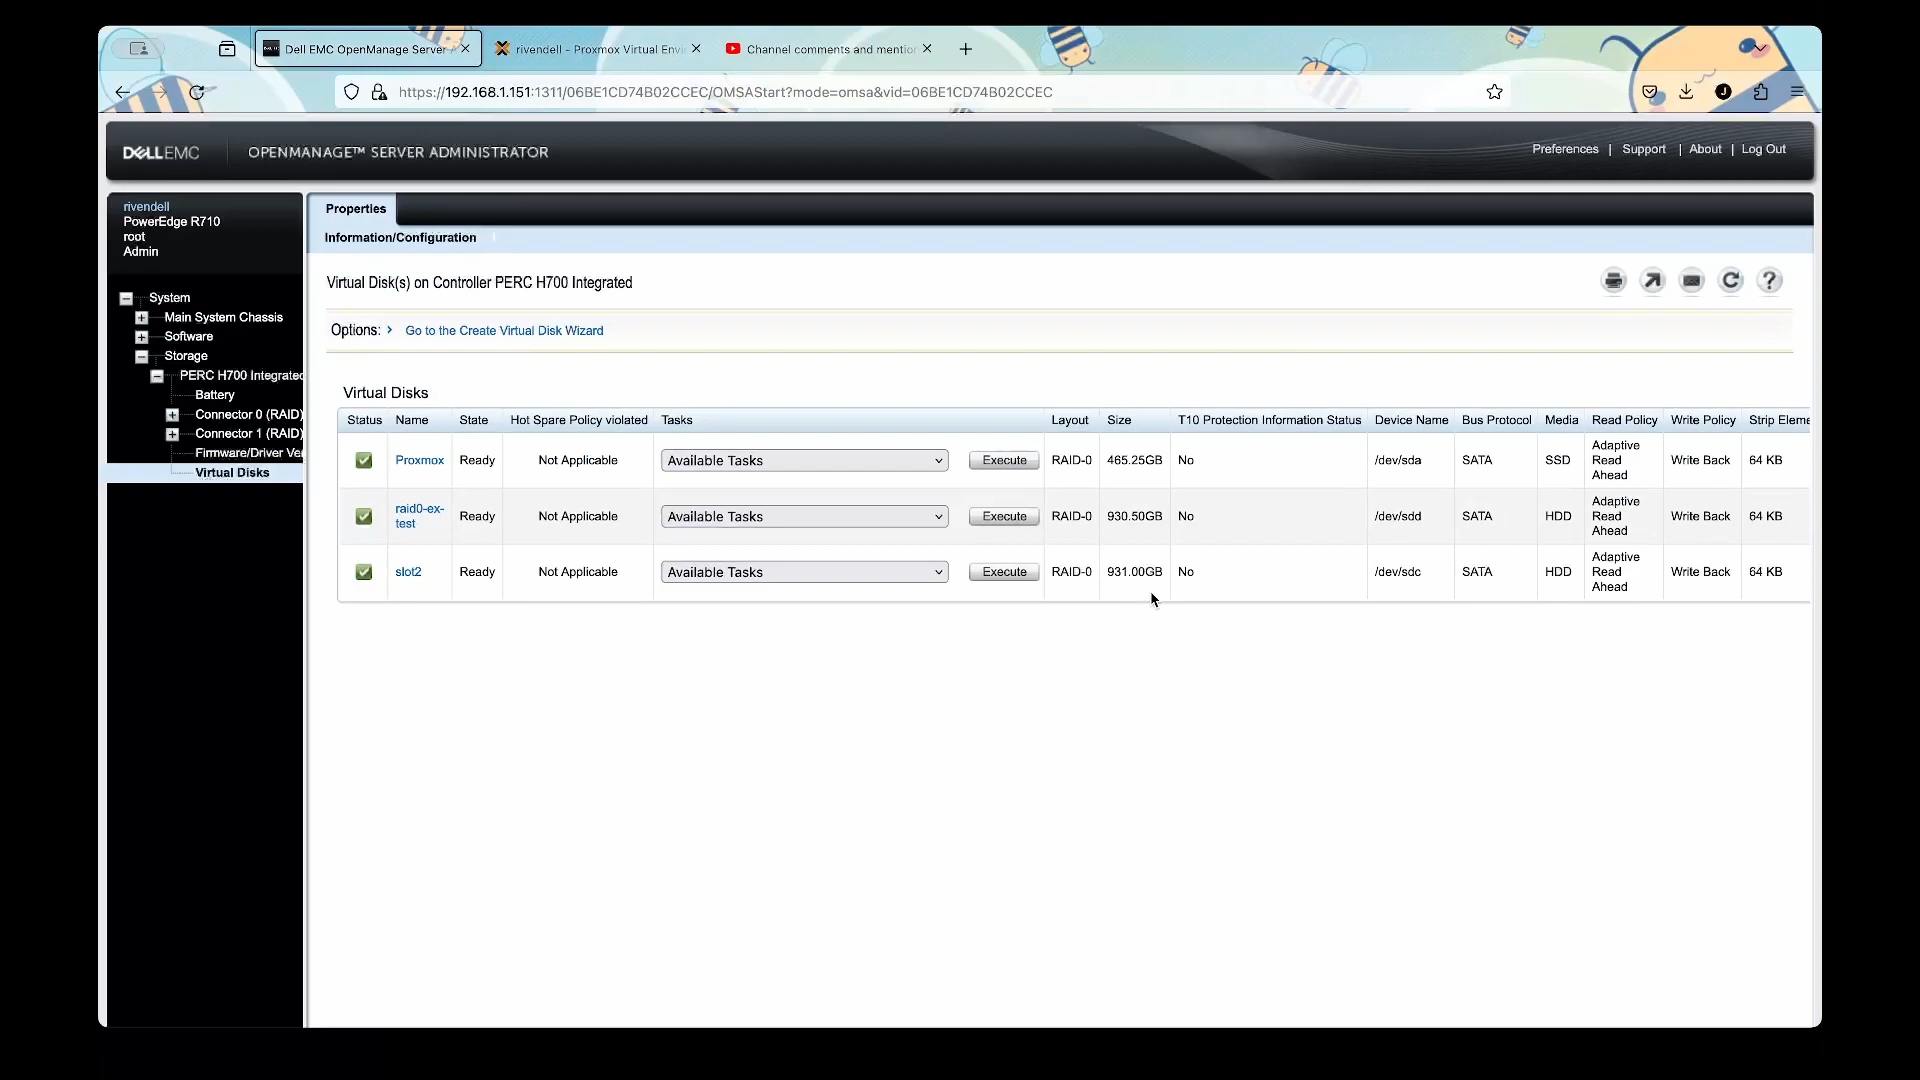 Dell EMC OpenManage Server A
rivendell - Proxmox Virtual Envi
Channel comments and mention
https://192.168.1.151:1311/06BE1CD74B02CCEC/OMSAStart?mode=omsa&vid=06BE1CD74B02CCEC
J
DELLEMC
OPENMANAGE™ SERVER ADMINISTRATOR
Preferences | Support | About | Log Out
rivendell
PowerEdge R710
root
Admin
System
Main System Chassis
Software
Storage
PERC H700 Integrated
Battery
Connector 0 (RAID)
Connector 1 (RAID)
Firmware/Driver Ver
Virtual Disks
Properties
Information/Configuration
Virtual Disk(s) on Controller PERC H700 Integrated
Options: Go to the Create Virtual Disk Wizard
Virtual Disks
Status Name State Hot Spare Policy violated Tasks Layout Size T10 Protection Information Status Device Name Bus Protocol Media Read Policy Write Policy Strip Eleme
Proxmox Ready Not Applicable Available Tasks Execute RAID-0 465.25GB No /dev/sda SATA SSD Adaptive Read Ahead Write Back 64 KB
raid0-ex-test Ready Not Applicable Available Tasks Execute RAID-0 930.50GB No /dev/sdd SATA HDD Adaptive Read Ahead Write Back 64 KB
slot2 Ready Not Applicable Available Tasks Execute RAID-0 931.00GB No /dev/sdc SATA HDD Adaptive Read Ahead Write Back 64 KB